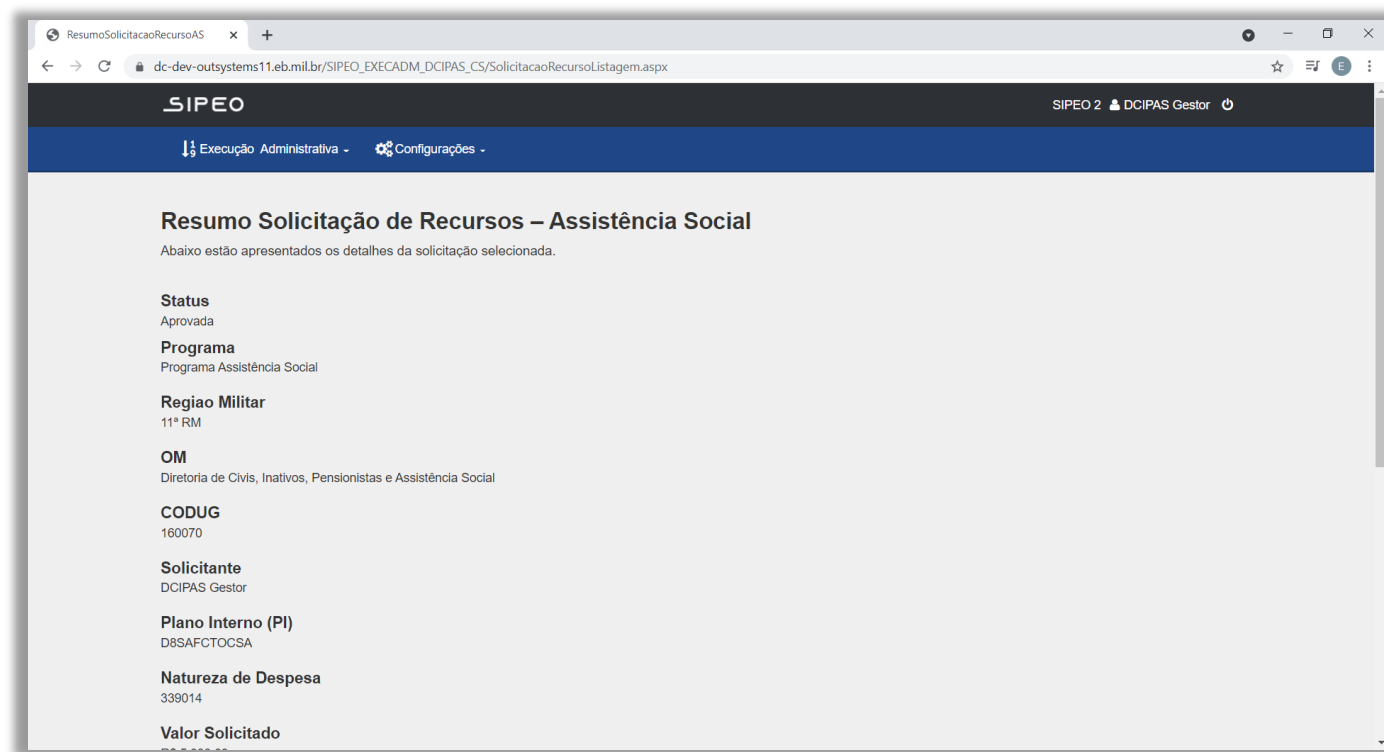 ResumoSolicitacaoRecursoAS
dc-dev-outsystems11.eb.mil.br/SIPEO_EXECADM_DCIPAS_CS/SolicitacaoRecursoListagem.aspx
E
SIPEO
SIPEO 2 DCIPAS Gestor
Execução Administrativa
Configurações
Resumo Solicitação de Recursos – Assistência Social
Abaixo estão apresentados os detalhes da solicitação selecionada.
Status
Aprovada
Programa
Programa Assistência Social
Regiao Militar
11ª RM
OM
Diretoria de Civis, Inativos, Pensionistas e Assistência Social
CODUG
160070
Solicitante
DCIPAS Gestor
Plano Interno (PI)
D8SAFCTOCSA
Natureza de Despesa
339014
Valor Solicitado